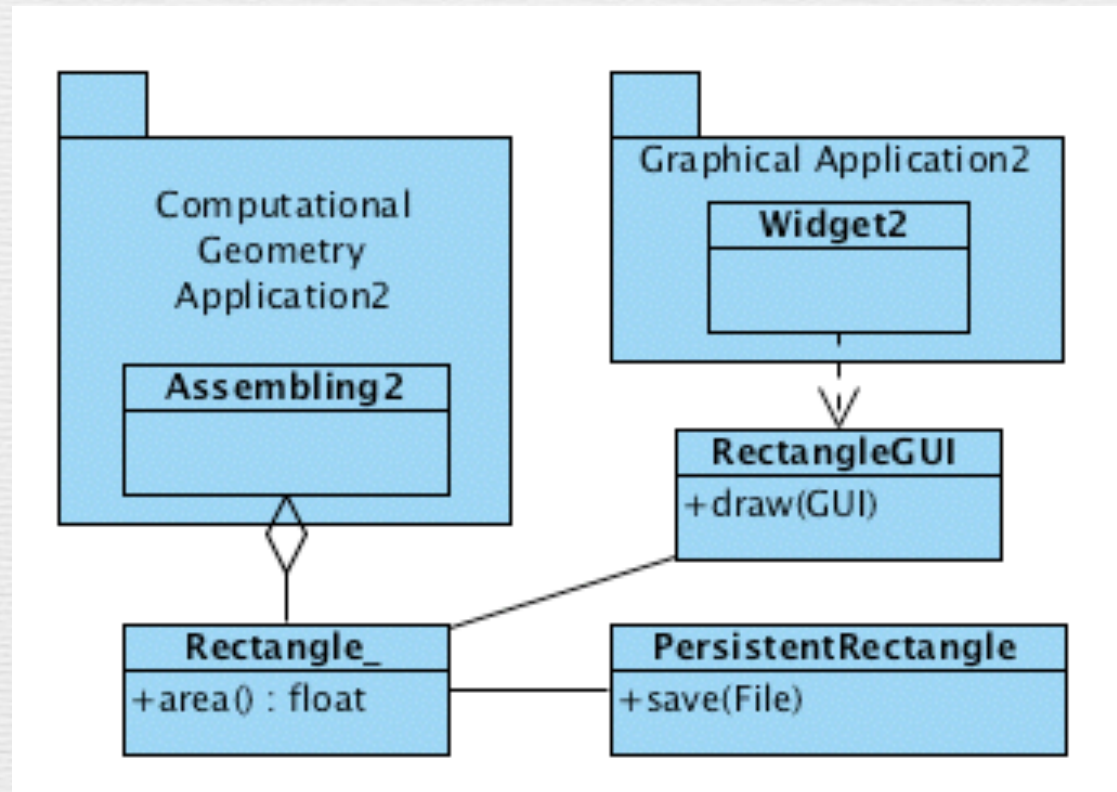 Computational
Geometry
Application2
Assembling2
Graphical Application2
Widget2
RectangleGUI
+draw(GUI)
Rectangle_
+area() : float
PersistentRectangle
+save(File)